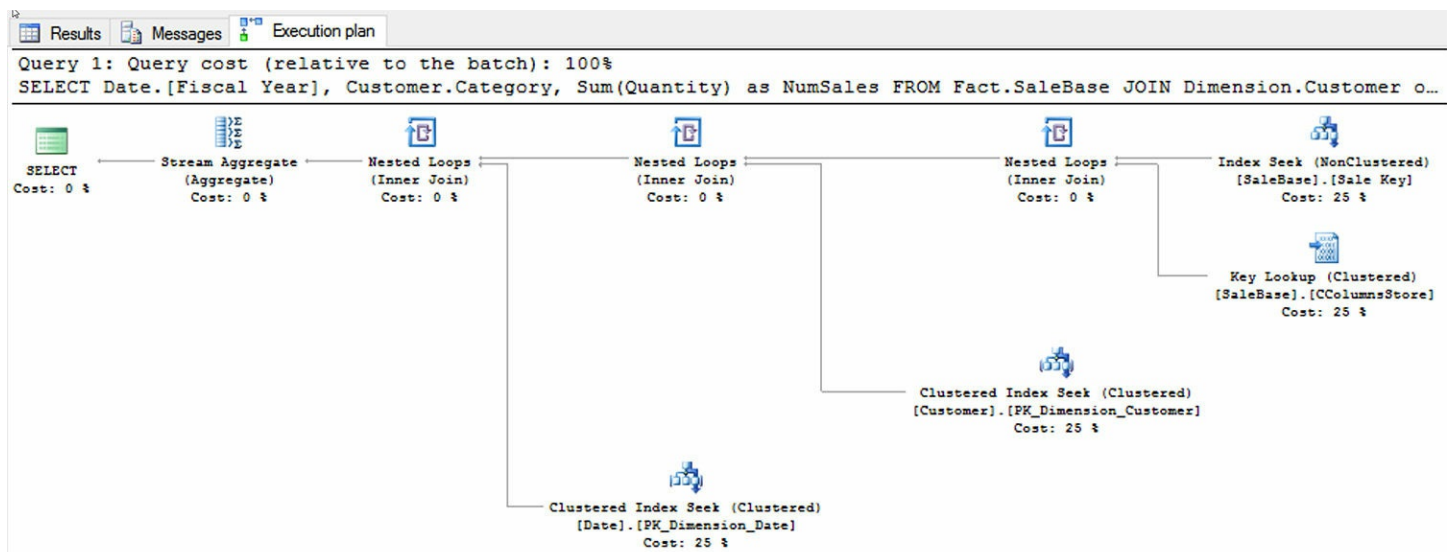 Results Messages Execution plan
Query 1: Query cost (relative to the batch): 100%
SELECT Date.[Fiscal Year], Customer.Category, Sum(Quantity) as NumSales FROM Fact.SaleBase JOIN Dimension.Customer o…
SELECT
Cost: 0 %
Stream Aggregate
(Aggregate)
Cost: 0 %
Nested Loops
(Inner Join)
Cost: 0 %
Nested Loops
(Inner Join)
Cost: 0 %
Nested Loops
(Inner Join)
Cost: 0 %
Index Seek (NonClustered)
[SaleBase].[Sale Key]
Cost: 25 %
Key Lookup (Clustered)
[SaleBase].[CColumnsStore]
Cost: 25 %
Clustered Index Seek (Clustered)
[Customer].[PK_Dimension_Customer]
Cost: 25 %
Clustered Index Seek (Clustered)
[Date].[PK_Dimension_Date]
Cost: 25 %